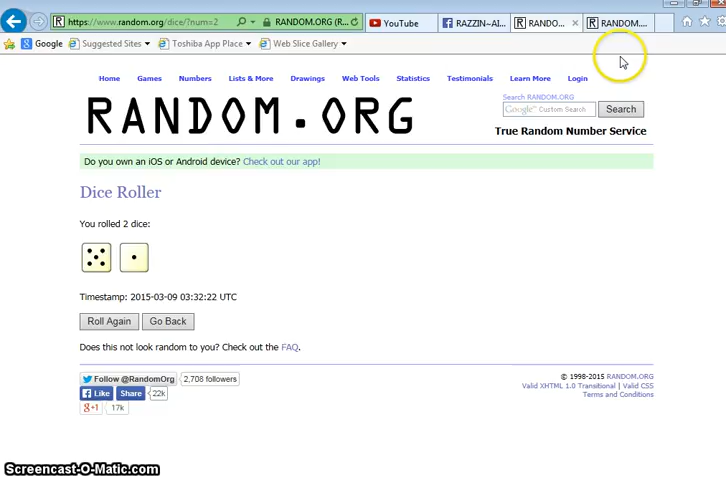 https://www.random.org/dice/?num=2
RANDOM.ORG (R...
YouTube
RAZZIN~AI...
RANDO...
RANDOM....
Google
Suggested Sites
Toshiba App Place
Web Slice Gallery
Home Games Numbers Lists & More Drawings Web Tools Statistics Testimonials Learn More Login
RANDOM.ORG
Search RANDOM.ORG
Google™ Custom Search
Search
True Random Number Service
Do you own an iOS or Android device? Check out our app!
Dice Roller
You rolled 2 dice:
Timestamp: 2015-03-09 03:32:22 UTC
Roll Again
Go Back
Does this not look random to you? Check out the FAQ.
Follow @RandomOrg
2,708 followers
Like
Share
22k
g+1
17k
© 1998-2015 RANDOM.ORG
Valid XHTML 1.0 Transitional | Valid CSS
Terms and Conditions
Screencast-O-Matic.com